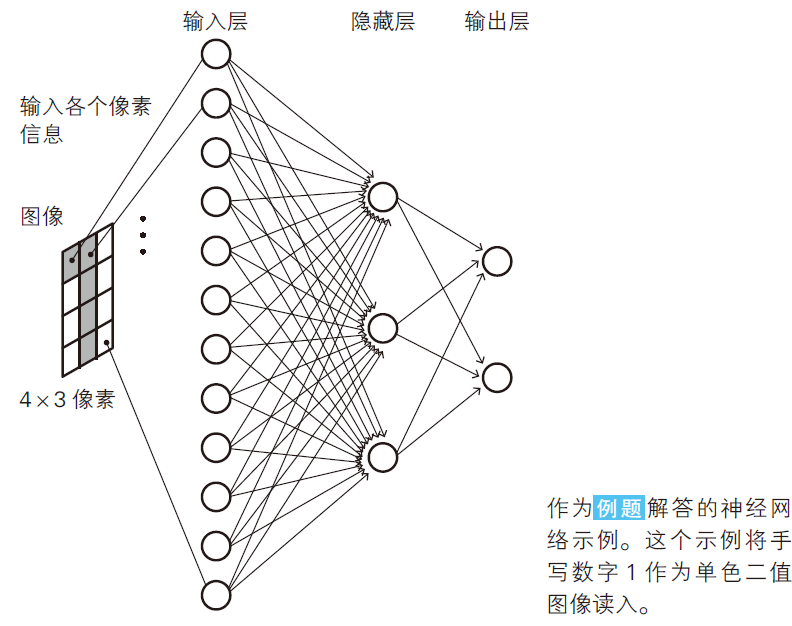 输入层
隐藏层
输出层
输入各个像素
信息
图像
4×3 像素
作为例题解答的神经网
络示例。这个示例将手
写数字 1 作为单色二值
图像读入。